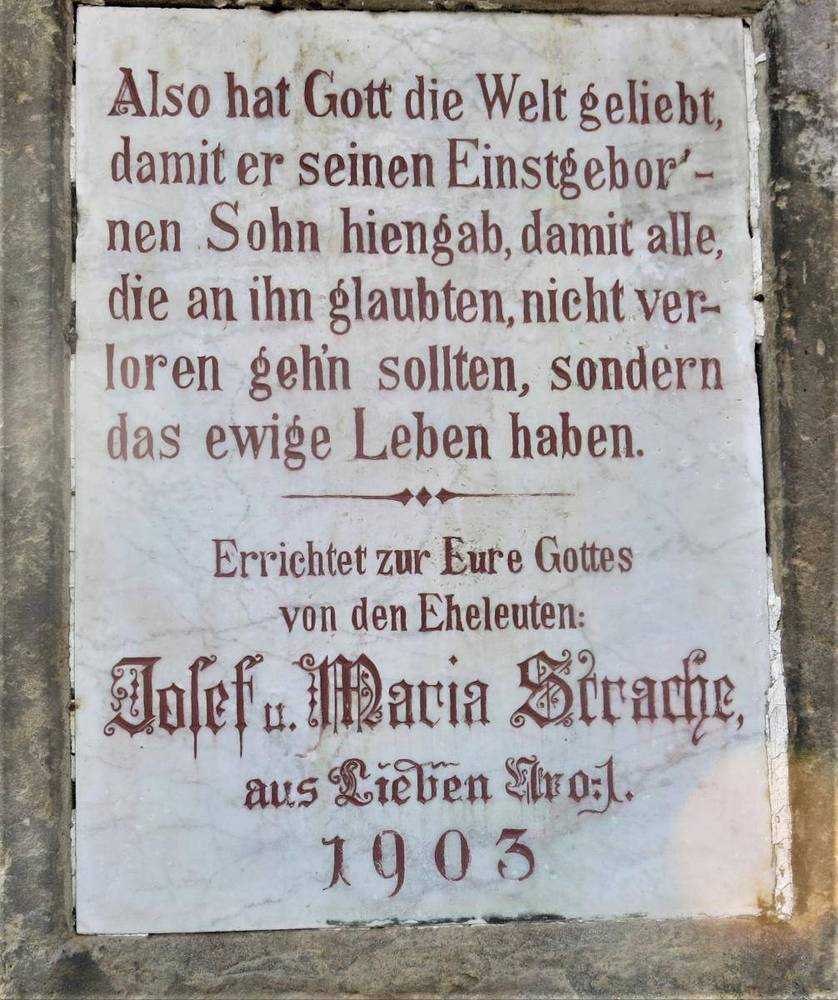 Also hat Gott die Welt geliebt,
damit er seinen Einstgebor'-
nen Sohn hiengab, damit alle,
die an ihn glaubten, nicht ver-
loren geh'n sollten, sondern
das ewige Leben haben.
Errichtet zur Eure Gottes
von den Eheleuten:
Josef u. Maria Strache,
aus Lieben Nro: 1.
1903